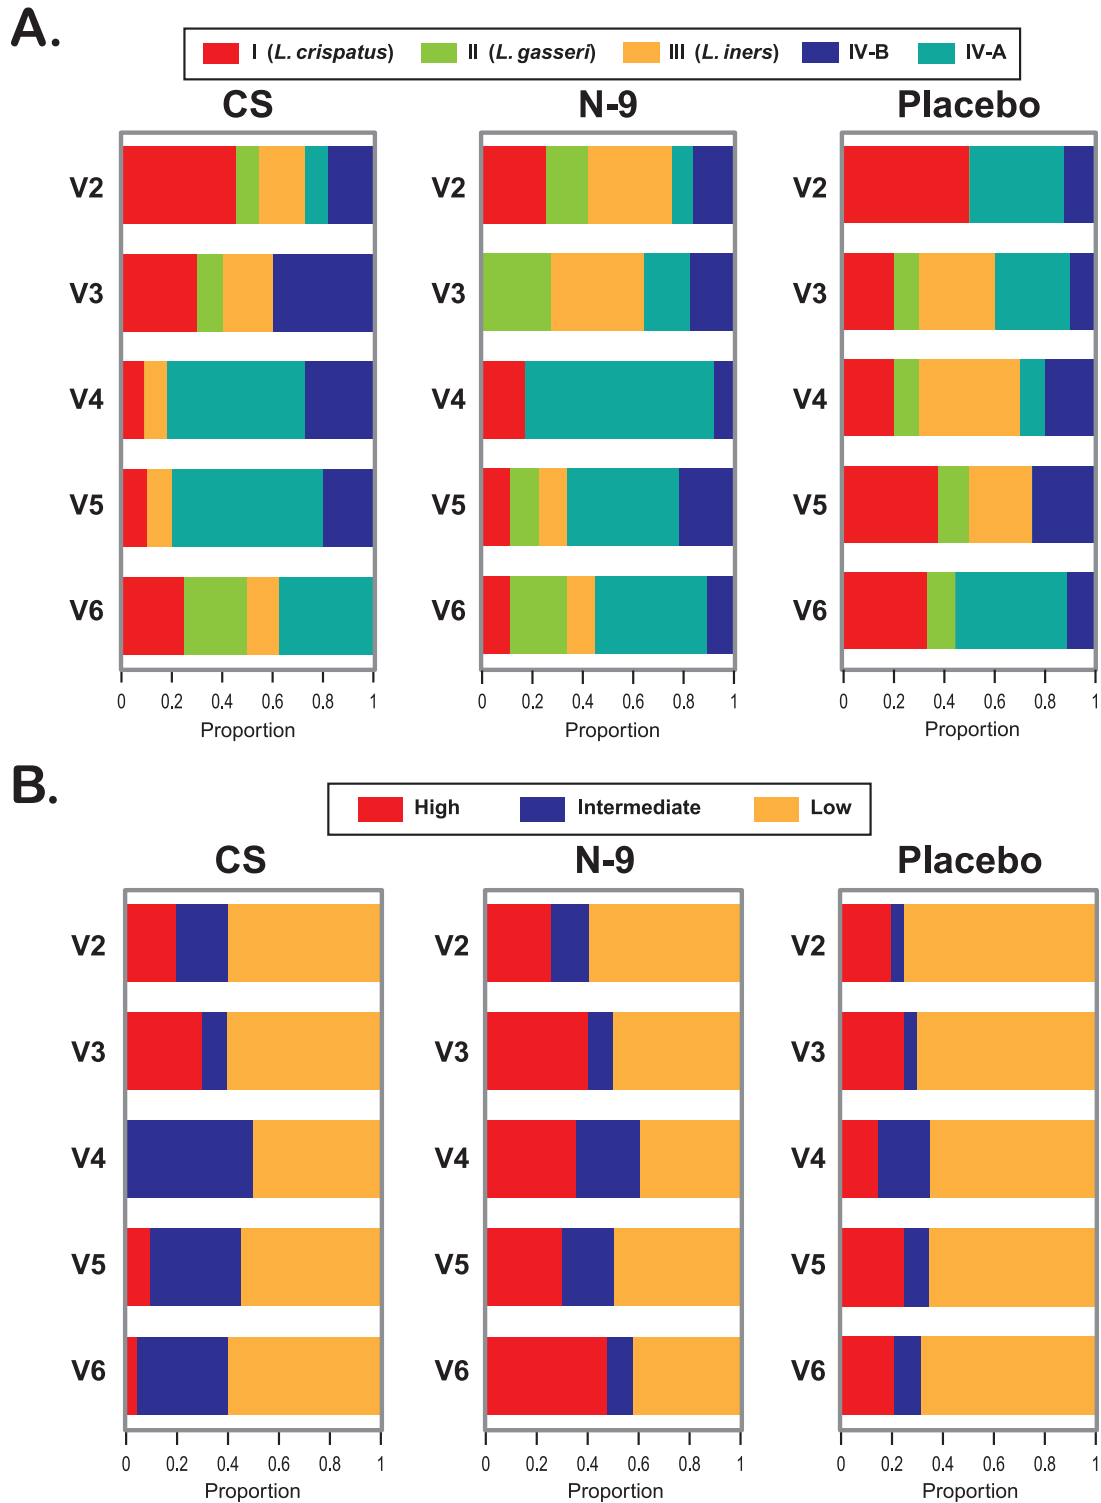 A.
I (L. crispatus) II (L. gasseri) III (L. iners) IV-B IV-A
CS N-9 Placebo
V2 V2 V2
V3 V3 V3
V4 V4 V4
V5 V5 V5
V6 V6 V6
0 0.2 0.4 0.6 0.8 1 0 0.2 0.4 0.6 0.8 1 0 0.2 0.4 0.6 0.8 1
Proportion Proportion Proportion
B.
High Intermediate Low
CS N-9 Placebo
V2 V2 V2
V3 V3 V3
V4 V4 V4
V5 V5 V5
V6 V6 V6
0 0.2 0.4 0.6 0.8 1 0 0.2 0.4 0.6 0.8 1 0 0.2 0.4 0.6 0.8 1
Proportion Proportion Proportion